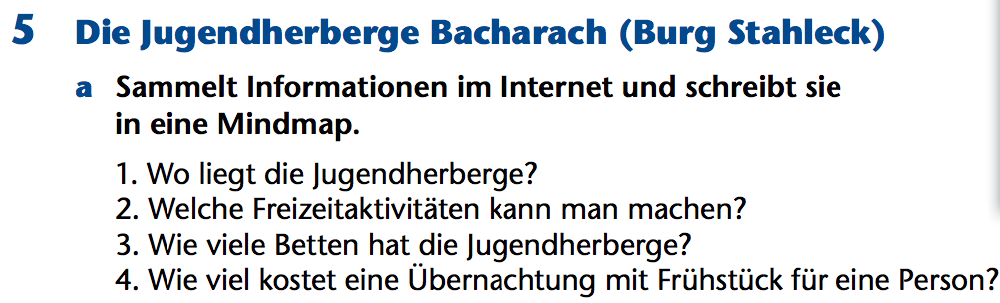 5 Die Jugendherberge Bacharach (Burg Stahleck)
a Sammelt Informationen im Internet und schreibt sie
in eine Mindmap.
1. Wo liegt die Jugendherberge?
2. Welche Freizeitaktivitäten kann man machen?
3. Wie viele Betten hat die Jugendherberge?
4. Wie viel kostet eine Übernachtung mit Frühstück für eine Person?